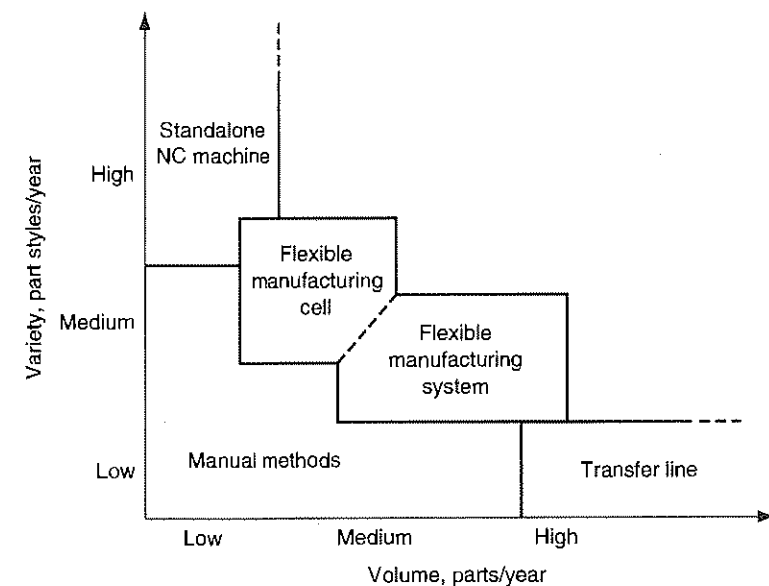 Standalone
NC machine
High
Flexible
manufacturing
cell
Variety, part styles/year
Medium
Flexible
manufacturing
system
Manual methods
Low
Transfer line
Low
Medium
High
Volume, parts/year